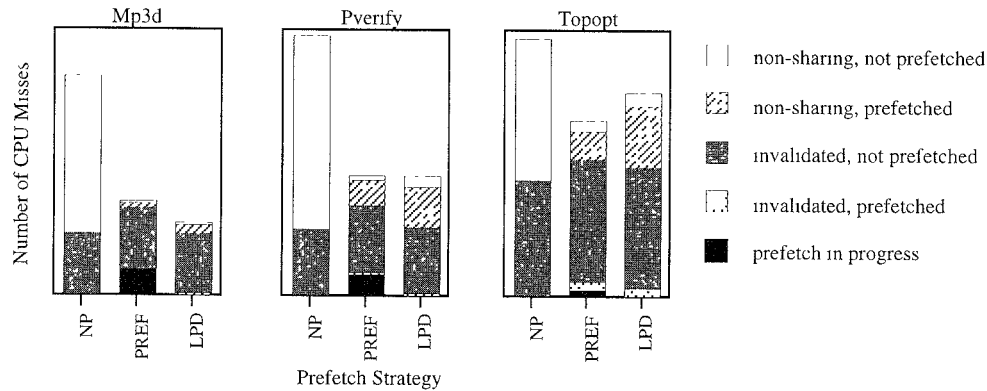 Mp3d
Pverify
Topopt
Number of CPU Misses
NP
PREF
LPD
NP
PREF
LPD
NP
PREF
LPD
Prefetch Strategy
non-sharing, not prefetched
non-sharing, prefetched
invalidated, not prefetched
invalidated, prefetched
prefetch in progress